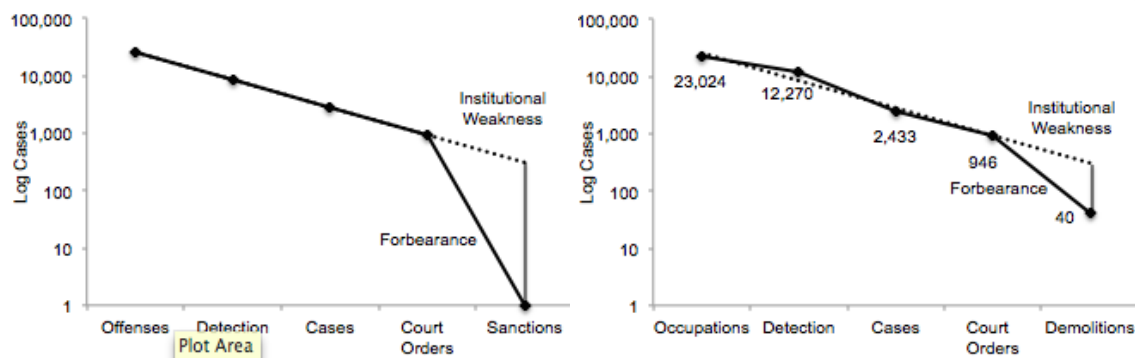 100,000
10,000
1,000
100
10
1
Log Cases
Institutional
Weakness
Forbearance
Offenses
Detection
Cases
Court
Orders
Sanctions
Plot Area
100,000
10,000
1,000
100
10
1
Log Cases
23,024
12,270
2,433
946
40
Institutional
Weakness
Forbearance
Occupations
Detection
Cases
Court
Orders
Demolitions